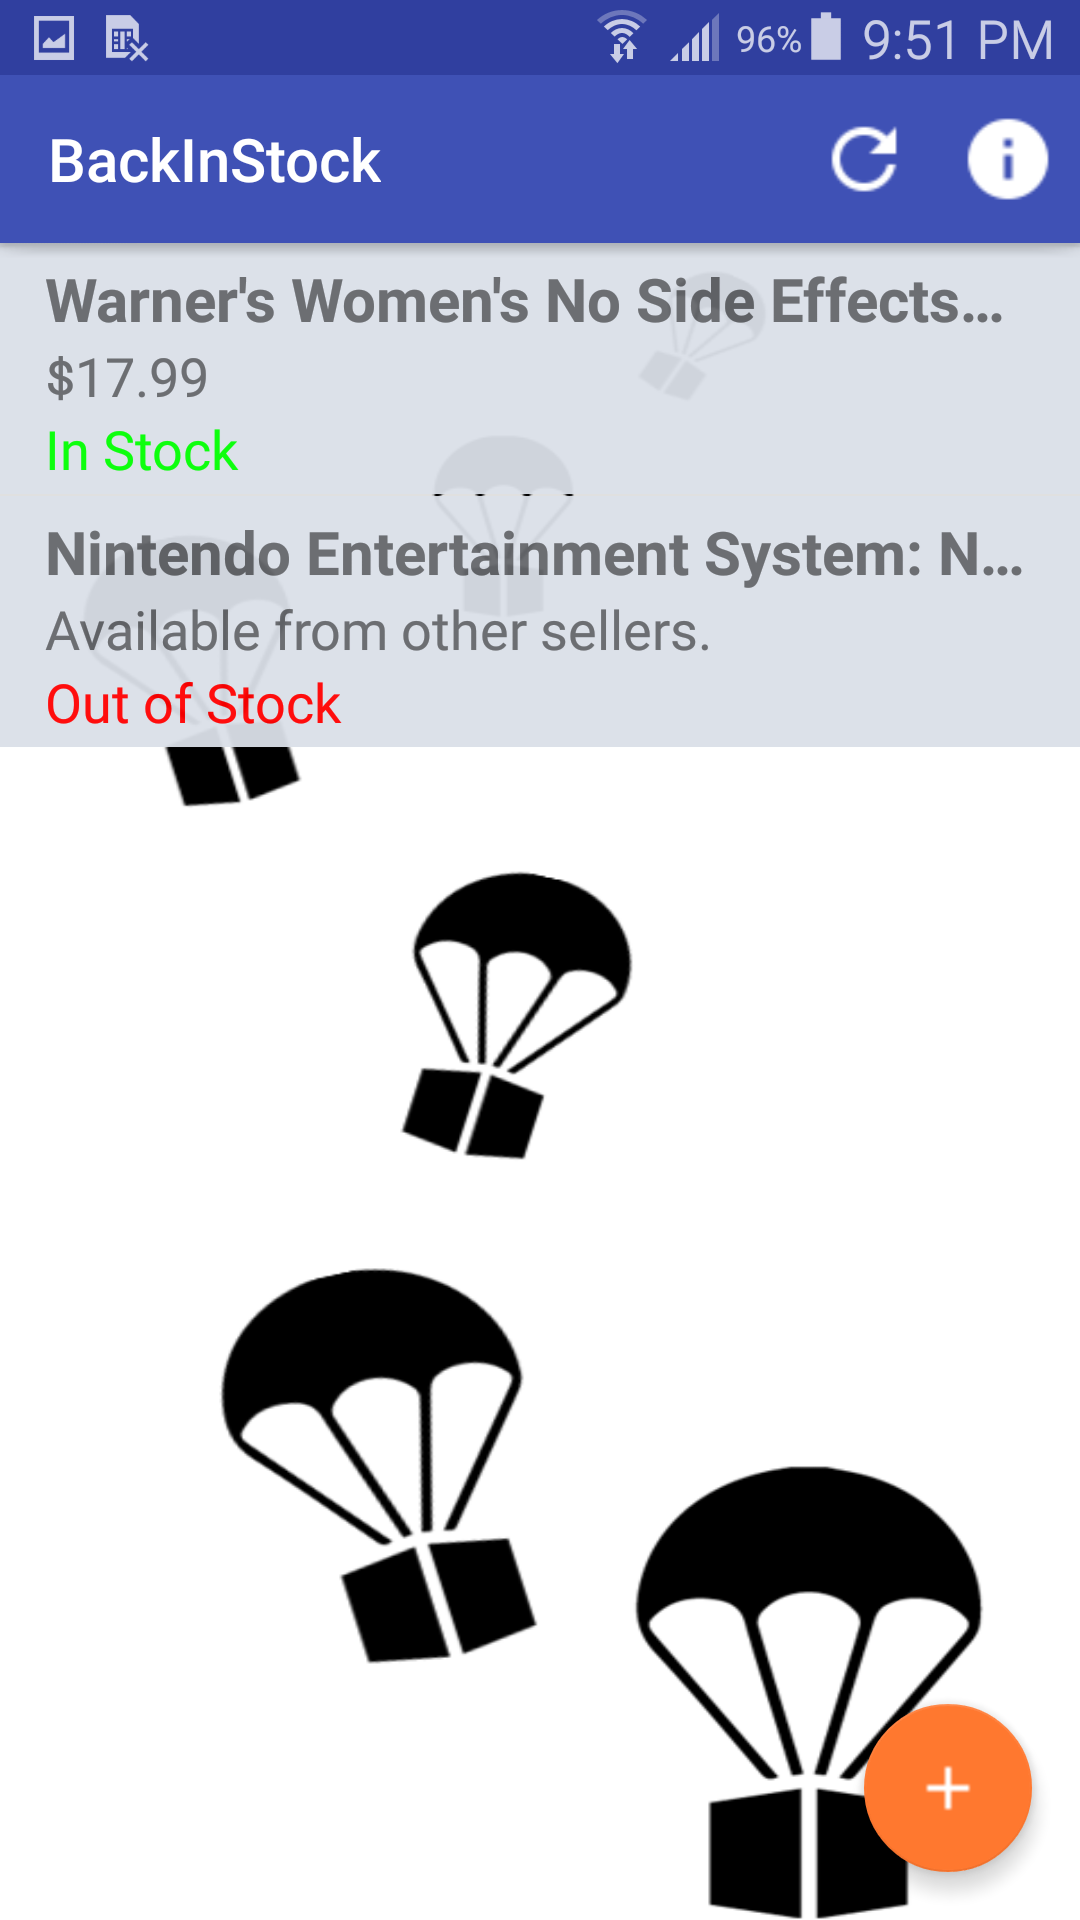 96% 9:51 PM
BackInStock
Warner's Women's No Side Effects...
$17.99
In Stock
Nintendo Entertainment System: N...
Available from other sellers.
Out of Stock